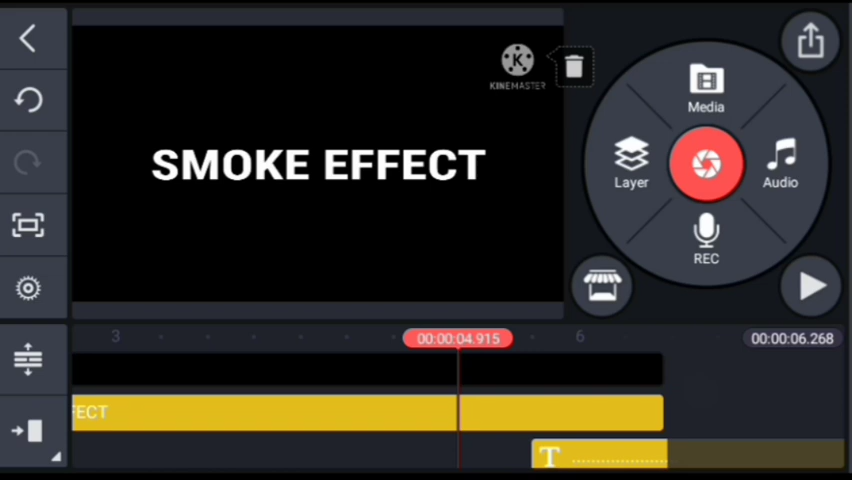 KINEMASTER
SMOKE EFFECT
Media
Layer
Audio
REC
3
00:00:04.915
6
00:00:06.268
FECT
T ......................